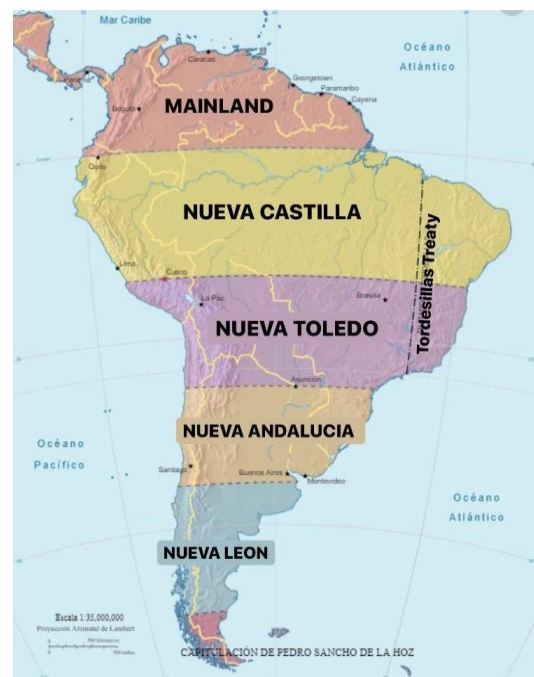 Mar Caribe
Océano
Atlántico
Caracas
Panamá
Georgetown
Paramaribo
Cayena
Bogotá
MAINLAND
Quito
NUEVA CASTILLA
Tordesillas Treaty
Lima
Cusco
La Paz
Brasilia
NUEVA TOLEDO
Asunción
NUEVA ANDALUCIA
Océano
Pacífico
Santiago
Buenos Aires
Montevideo
Océano
Atlántico
NUEVA LEON
Escala 1:35,000,000
Proyección Azimutal de Lambert
CAPITULACIÓN DE PEDRO SANCHO DE LA HOZ